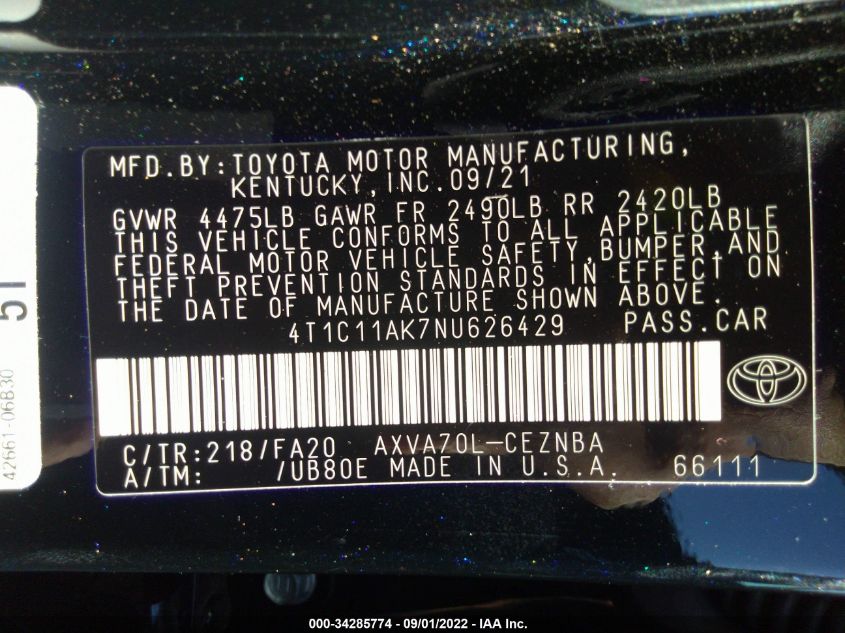 MFD.BY:TOYOTA MOTOR MANUFACTURING,
KENTUCKY,INC.09/21
GVWR 4475LB GAWR FR 2490LB RR 2420LB
THIS VEHICLE CONFORMS TO ALL APPLICABLE
FEDERAL MOTOR VEHICLE SAFETY,BUMPER,AND
THEFT PREVENTION STANDARDS IN EFFECT ON
THE DATE OF MANUFACTURE SHOWN ABOVE.
4T1C11AK7NU626429 PASS.CAR
C/TR:218/FA20 AXVA70L-CEZNBA
A/TM: /UB80E MADE IN U.S.A. 66111
42661-06B30
000-34285774 - 09/01/2022 - IAA Inc.